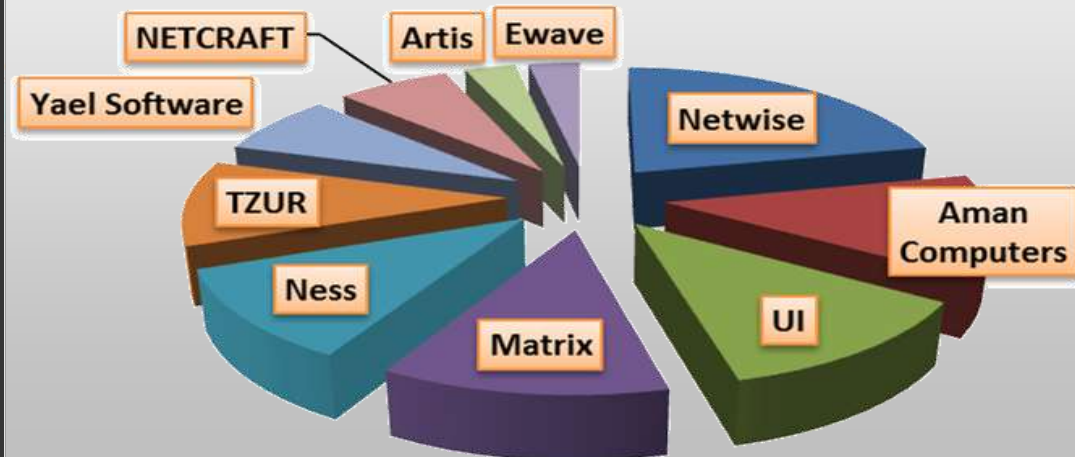 NETCRAFT
Artis
Ewave
Yael Software
Netwise
TZUR
Aman
Computers
Ness
UI
Matrix